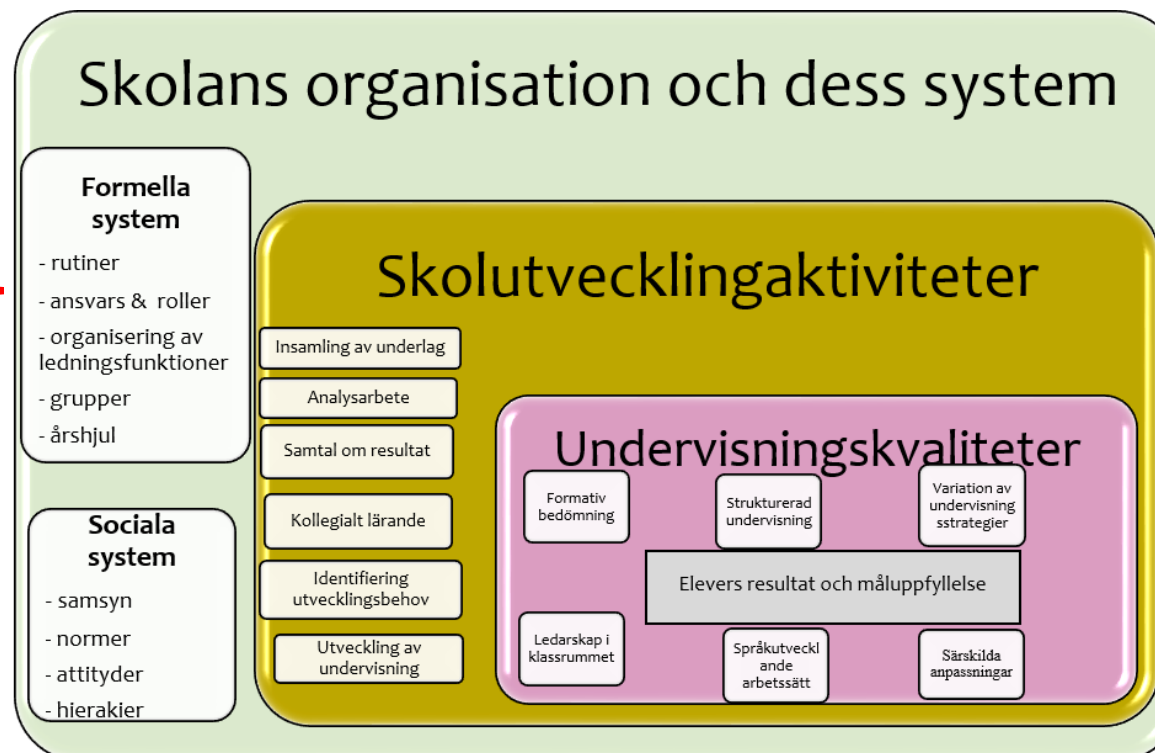 Skolans organisation och dess system
Formella
system
- rutiner
- ansvars & roller
- organisering av
ledningsfunktioner
- grupper
- årshjul
Sociala
system
- samsyn
- normer
- attityder
- hierakier
Skolutvecklingaktiviteter
Insamling av underlag
Analysarbete
Samtal om resultat
Kollegialt lärande
Identifiering
utvecklingsbehov
Utveckling av
undervisning
Undervisningskvaliteter
Formativ
bedömning
Strukturerad
undervisning
Variation av
undervisning
sstrategier
Elevers resultat och måluppfyllelse
Ledarskap i
klassrummet
Språkutveckl
ande
arbetssätt
Särskilda
anpassningar